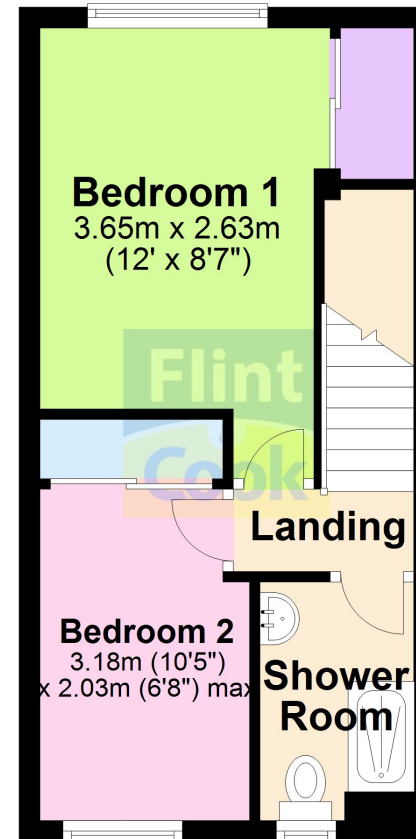 Bedroom 1
3.65m x 2.63m
(12' x 8'7")
Flint
Cook
Landing
Bedroom 2
3.18m (10'5")
x 2.03m (6'8") max
Shower
Room